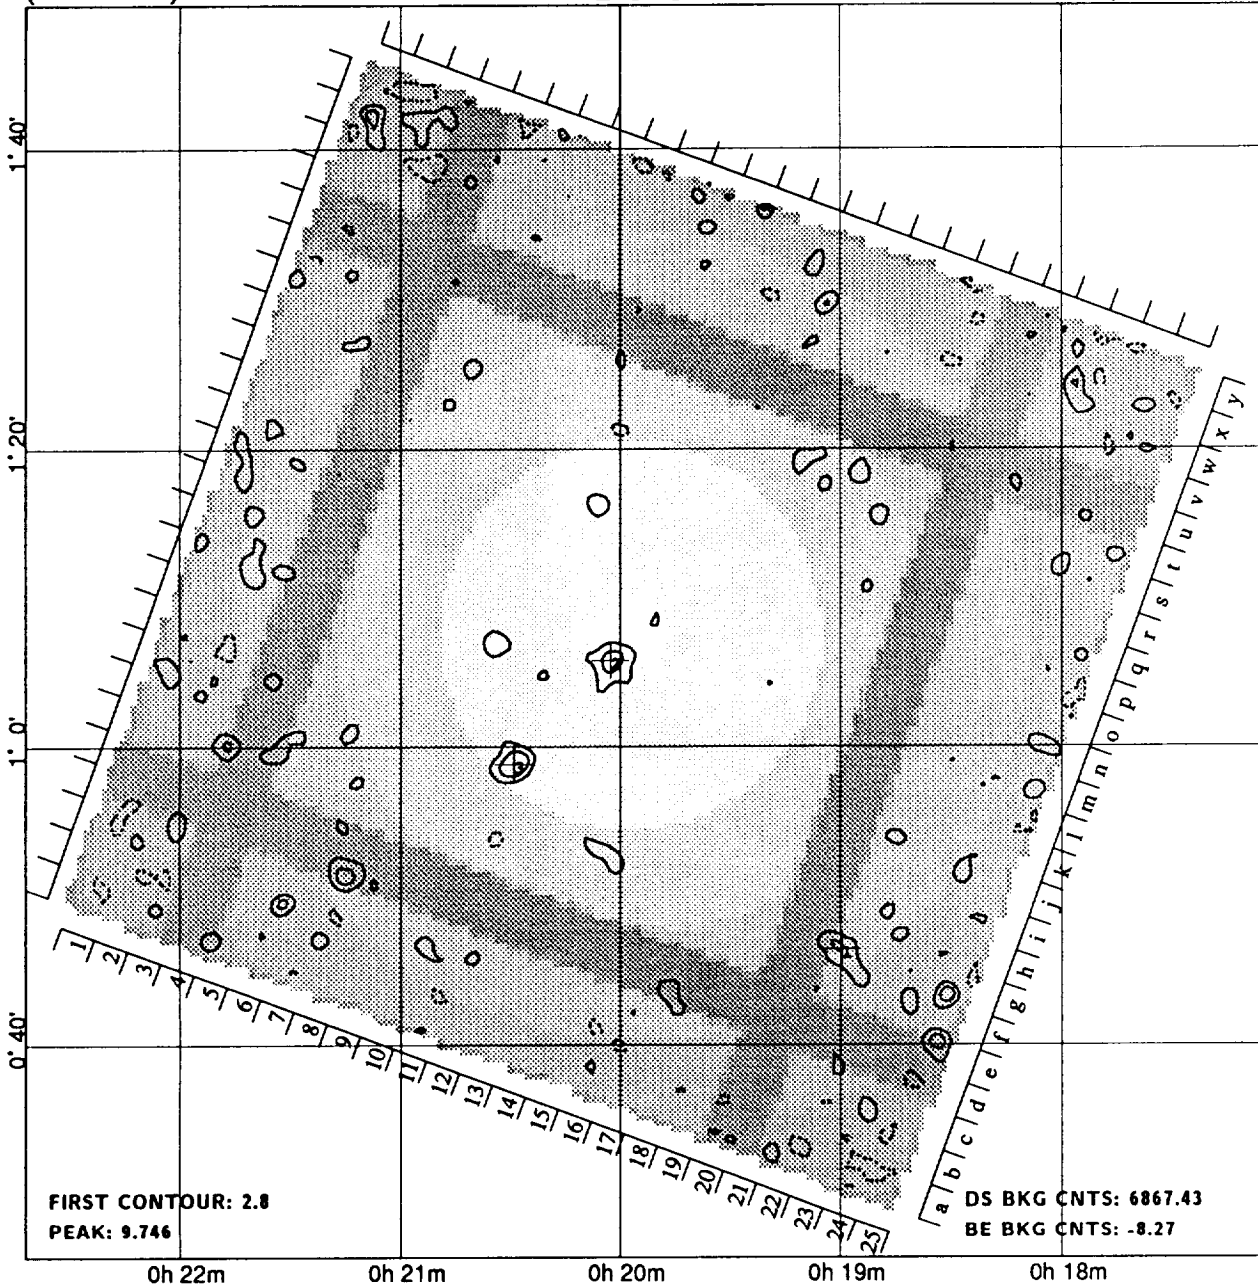 1° 40'
1° 20'
1° 0'
0° 40'
1 2 3 4 5 6 7 8 9 10 11 12 13 14 15 16 17 18 19 20 21 22 23 24 25
a b c d e f g h i j k l m n o p q r s t u v w x y
FIRST CONTOUR: 2.8
PEAK: 9.746
DS BKG CNTS: 6867.43
BE BKG CNTS: -8.27
0h 22m 0h 21m 0h 20m 0h 19m 0h 18m